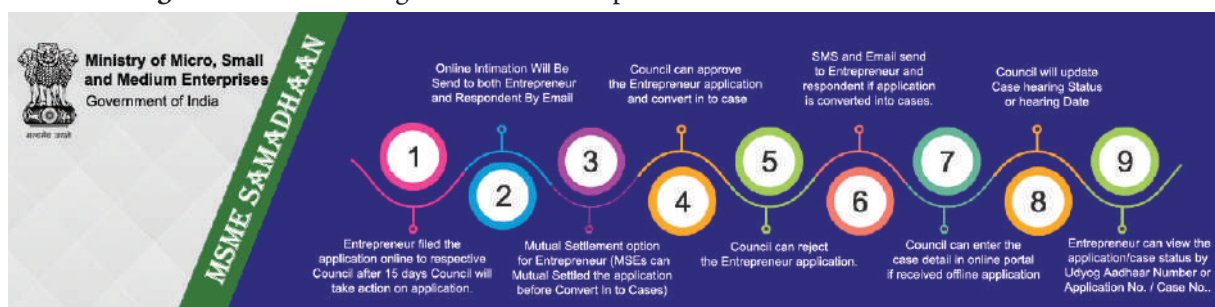 Ministry of Micro, Small
and Medium Enterprises
Government of India
सत्यमेव जयते
MSME SAMADHAAN
1
Entrepreneur filed the
application online to respective
Council after 15 days Council will
take action on application.
Online Intimation Will Be
Send to both Entrepreneur
and Respondent By Email
2
3
Mutual Settlement option
for Entrepreneur (MSEs can
Mutual Settled the application
before Convert In to Cases)
Council can approve
the Entrepreneur application
and convert in to case
4
5
Council can reject
the Entrepreneur application.
SMS and Email send
to Entrepreneur and
respondent if application
is converted into cases.
6
7
Council can enter the
case detail in online portal
if received offline application
Council will update
Case hearing Status
or hearing Date
8
9
Entrepreneur can view the
application/case status by
Udyog Aadhaar Number or
Application No. / Case No..